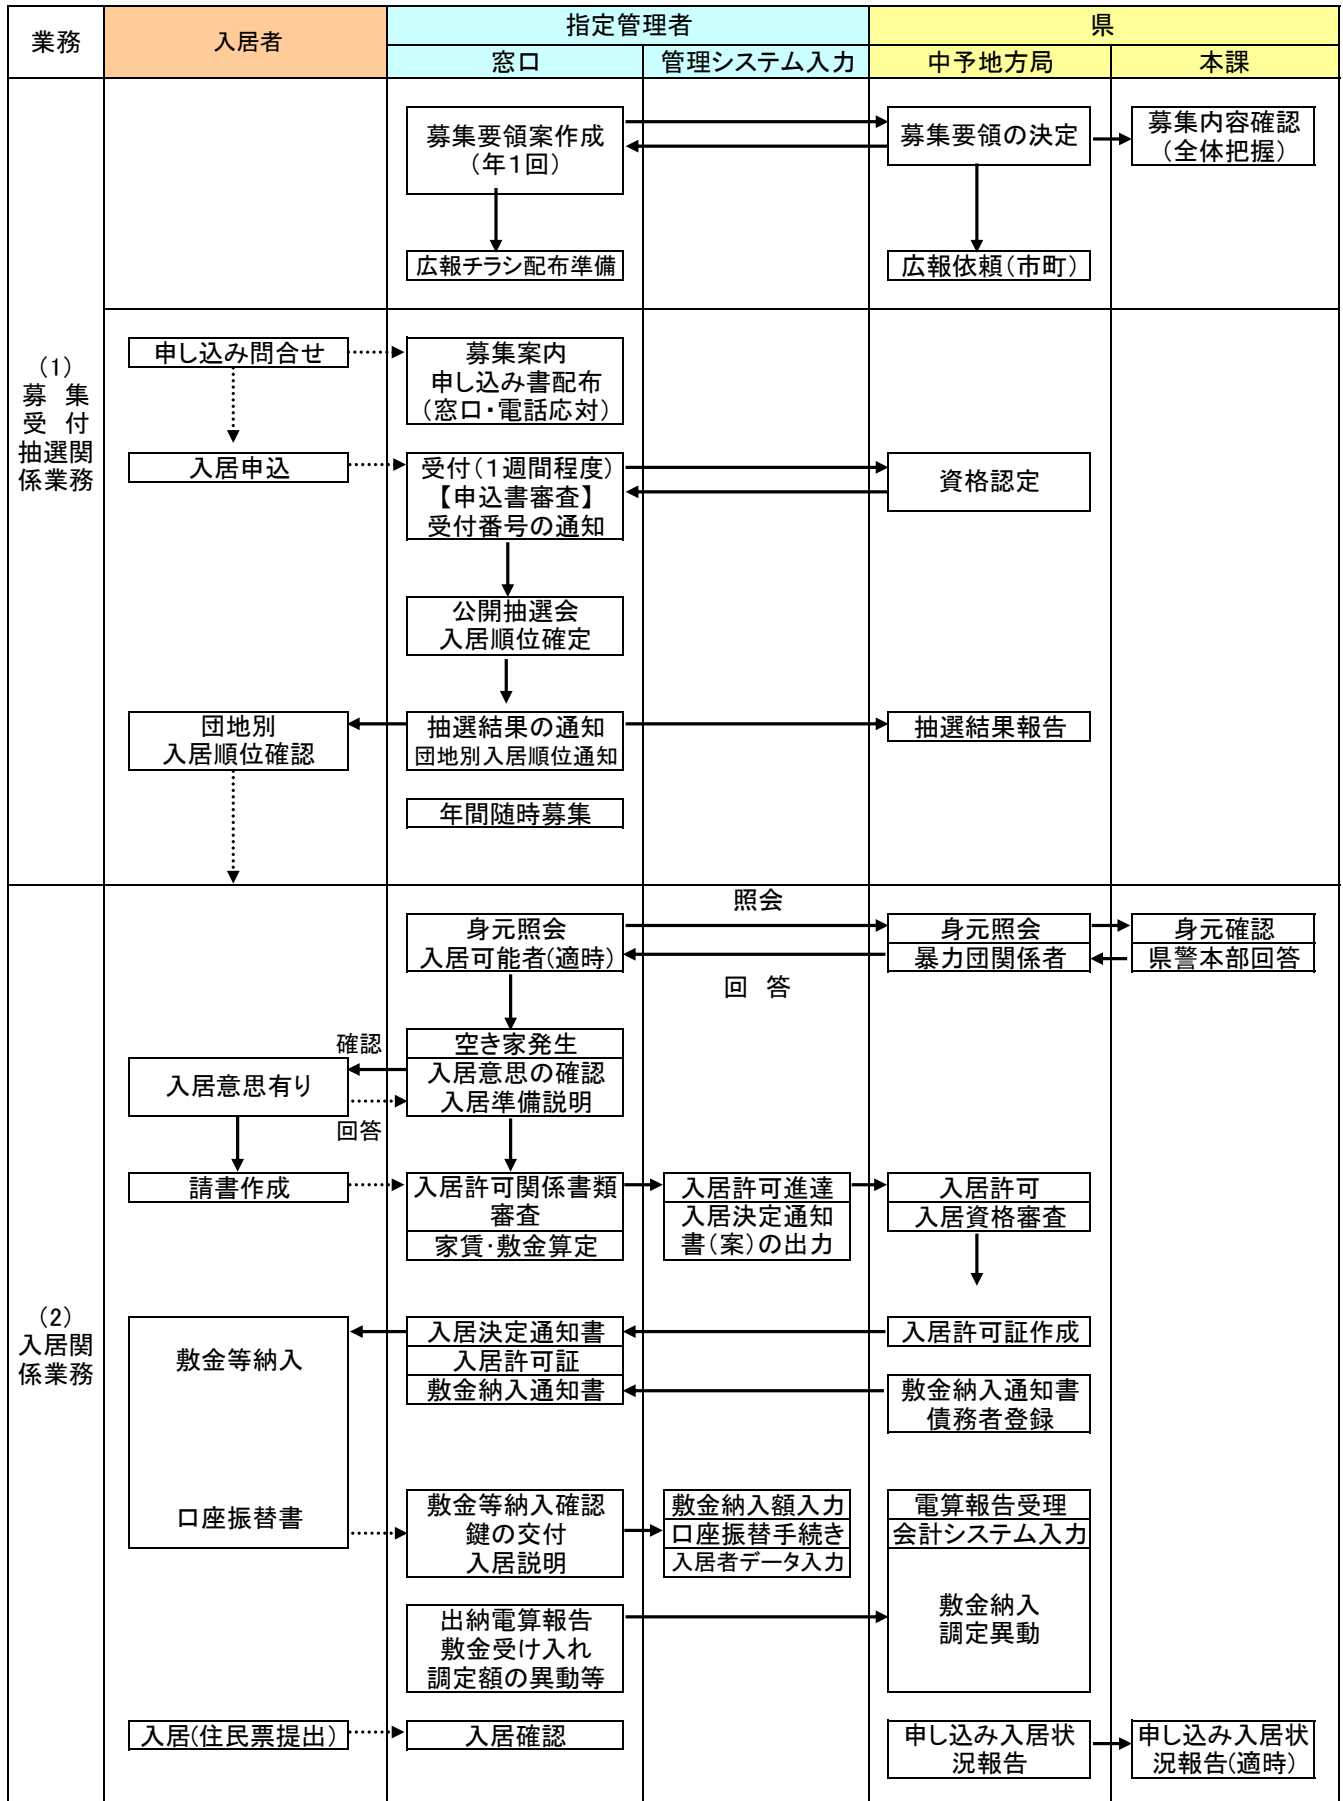 業務
入居者
指定管理者
県
窓口
管理システム入力
中予地方局
本課
(1)
募　集
受　付
抽選関
係業務
募集要領案作成
(年１回)
募集要領の決定
募集内容確認
(全体把握)
広報チラシ配布準備
広報依頼(市町)
申し込み問合せ
募集案内
申し込み書配布
(窓口・電話応対)
入居申込
受付(１週間程度)
【申込書審査】
受付番号の通知
資格認定
公開抽選会
入居順位確定
団地別
入居順位確認
抽選結果の通知
団地別入居順位通知
抽選結果報告
年間随時募集
(2)
入居関
係業務
照会
身元照会
入居可能者(適時)
身元照会
暴力団関係者
身元確認
県警本部回答
回　答
確認
空き家発生
入居意思の確認
入居準備説明
入居意思有り
回答
請書作成
入居許可関係書類
審査
家賃・敷金算定
入居許可進達
入居決定通知
書(案)の出力
入居許可
入居資格審査
敷金等納入
口座振替書
入居決定通知書
入居許可証
敷金納入通知書
入居許可証作成
敷金納入通知書
債務者登録
敷金等納入確認
鍵の交付
入居説明
敷金納入額入力
口座振替手続き
入居者データ入力
電算報告受理
会計システム入力
敷金納入
調定異動
出納電算報告
敷金受け入れ
調定額の異動等
入居(住民票提出)
入居確認
申し込み入居状
況報告
申し込み入居状
況報告(適時)